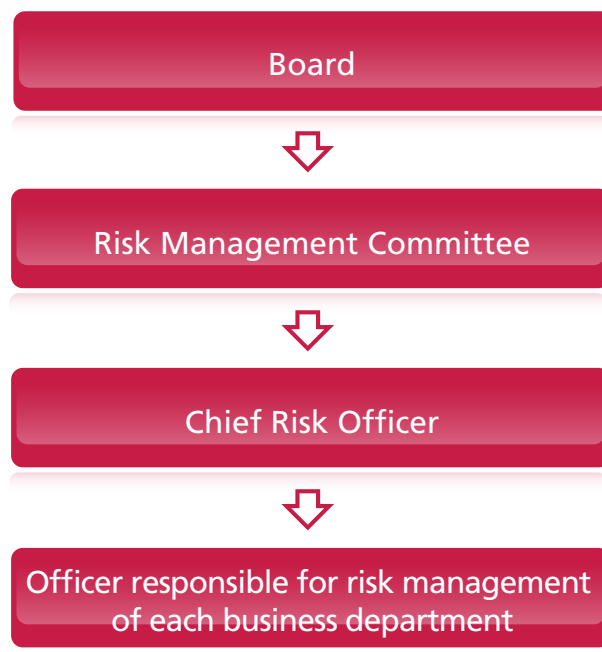 Board
Risk Management Committee
Chief Risk Officer
Officer responsible for risk management
of each business department